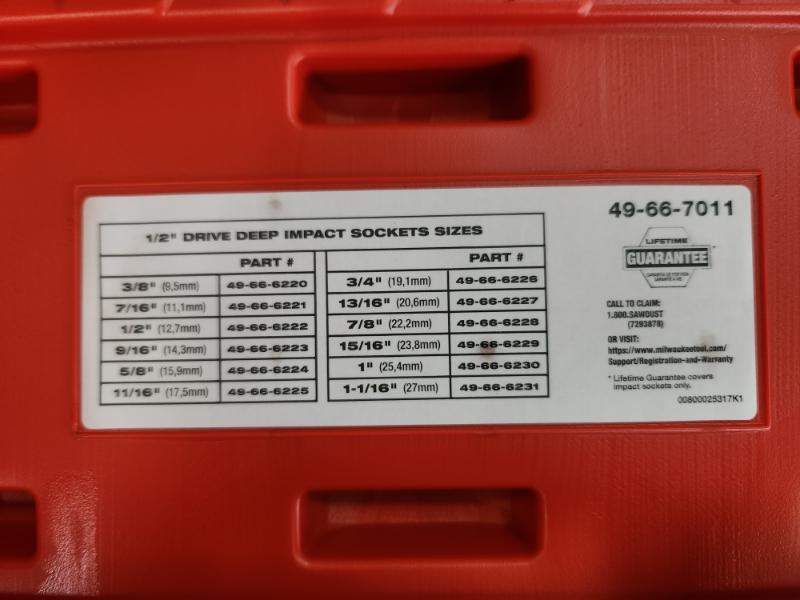 49-66-7011
1/2" DRIVE DEEP IMPACT SOCKETS SIZES
PART #
3/8" (9,5mm) 49-66-6220
7/16" (11,1mm) 49-66-6221
1/2" (12,7mm) 49-66-6222
9/16" (14,3mm) 49-66-6223
5/8" (15,9mm) 49-66-6224
11/16" (17,5mm) 49-66-6225
PART #
3/4" (19,1mm) 49-66-6226
13/16" (20,6mm) 49-66-6227
7/8" (22,2mm) 49-66-6228
15/16" (23,8mm) 49-66-6229
1" (25,4mm) 49-66-6230
1-1/16" (27mm) 49-66-6231
LIFETIME
GUARANTEE*
CALL TO CLAIM:
1.800.SAWDUST
(7293878)
OR VISIT:
https://www.milwaukeetool.com/
Support/Registration-and-Warranty
* Lifetime Guarantee covers
impact sockets only.
00800025317K1